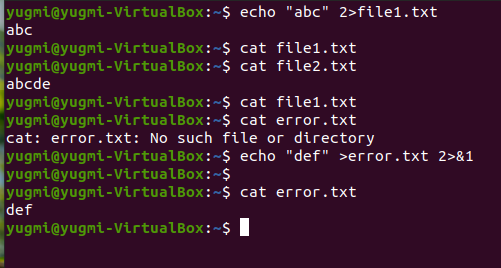 yugmi@yugmi-VirtualBox:~$ echo "abc" 2>file1.txt
abc
yugmi@yugmi-VirtualBox:~$ cat file1.txt
yugmi@yugmi-VirtualBox:~$ cat file2.txt
abcde
yugmi@yugmi-VirtualBox:~$ cat file1.txt
yugmi@yugmi-VirtualBox:~$ cat error.txt
cat: error.txt: No such file or directory
yugmi@yugmi-VirtualBox:~$ echo "def" >error.txt 2>&1
yugmi@yugmi-VirtualBox:~$
yugmi@yugmi-VirtualBox:~$ cat error.txt
def
yugmi@yugmi-VirtualBox:~$